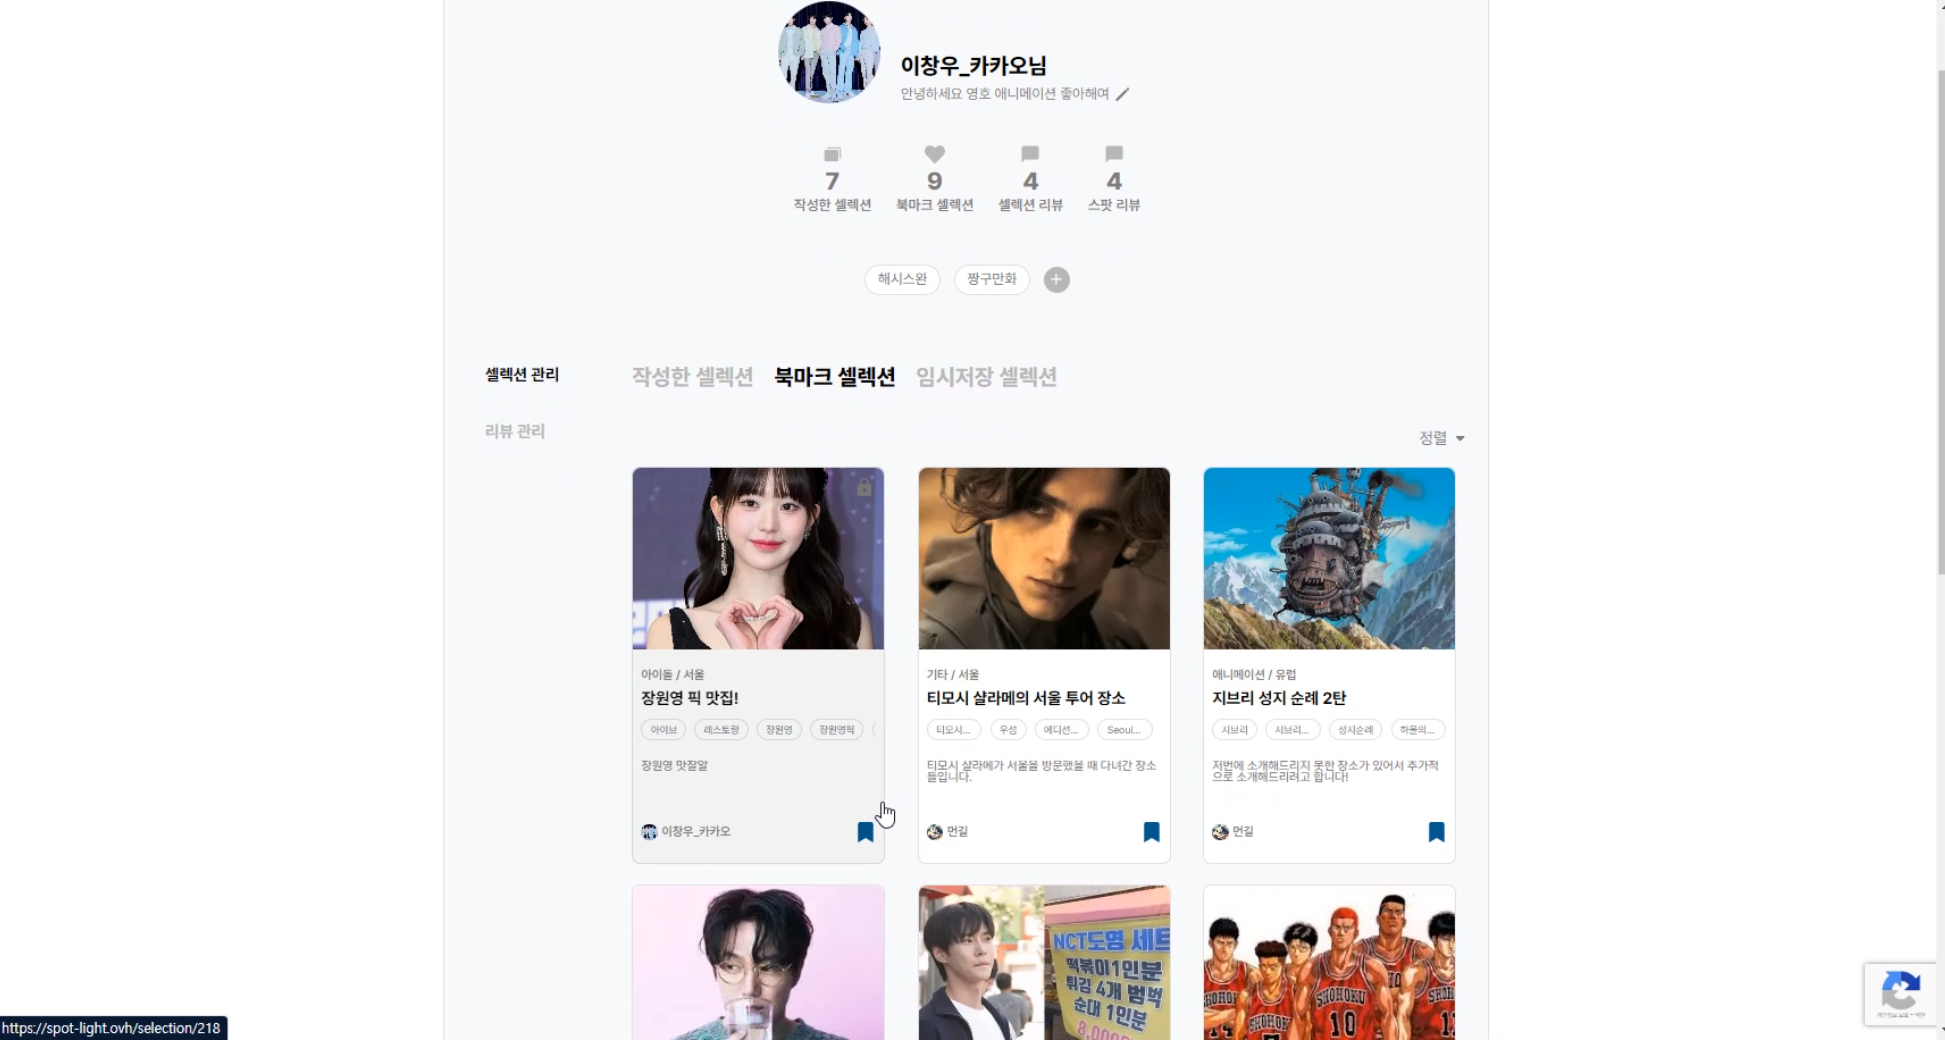 이창우_카카오님
안녕하세요 영호 애니메이션 좋아해여
7
작성한 셀렉션
9
북마크 셀렉션
4
셀렉션 리뷰
4
스팟 리뷰
해시스완
짱구만화
셀렉션 관리
작성한 셀렉션
북마크 셀렉션
임시저장 셀렉션
리뷰 관리
정렬
아이돌 / 서울
장원영 픽 맛집!
아이브
레스토랑
장원영
장원영픽
장원영 맛잘알
이창우_카카오
기타 / 서울
티모시 샬라메의 서울 투어 장소
티모시...
우섭
에디션...
Seoul...
티모시 샬라메가 서울을 방문했을 때 다녀간 장소
들입니다.
먼길
애니메이션 / 유럽
지브리 성지 순례 2탄
지브리
지브리...
성지순례
하울의...
저번에 소개해드리지 못한 장소가 있어서 추가적
으로 소개해드리려고 합니다!
먼길
NCT도영 세트
떡볶이1인분
튀김 4개 범벅
순대 1인분
SHOHOKU
10
https://spot-light.ovh/selection/218